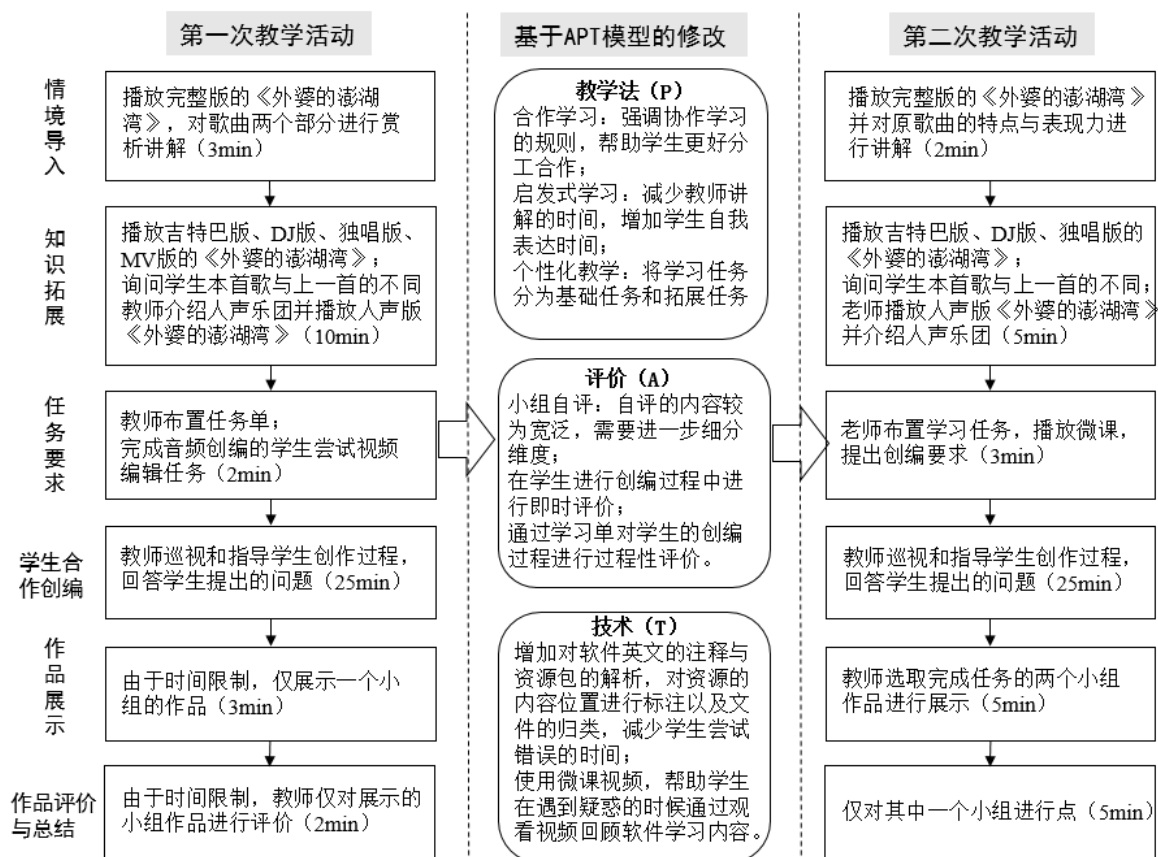 第一次教学活动
基于APT模型的修改
第二次教学活动
情
境
导
入
播放完整版的《外婆的澎湖
湾》，对歌曲两个部分进行赏
析讲解（3min）
知
识
拓
展
播放吉特巴版、DJ版、独唱版、
MV版的《外婆的澎湖湾》；
询问学生本首歌与上一首的不同
教师介绍人声乐团并播放人声版
《外婆的澎湖湾》（10min）
任
务
要
求
教师布置任务单；
完成音频创编的学生尝试视频
编辑任务（2min）
学生合
作创编
教师巡视和指导学生创作过程，
回答学生提出的问题（25min）
作
品
展
示
由于时间限制，仅展示一个小
组的作品（3min）
作品评价
与总结
由于时间限制，教师仅对展示的
小组作品进行评价（2min）
教学法（P）
合作学习：强调协作学习
的规则，帮助学生更好分
工合作；
启发式学习：减少教师讲
解的时间，增加学生自我
表达时间；
个性化教学：将学习任务
分为基础任务和拓展任务
评价（A）
小组自评：自评的内容较
为宽泛，需要进一步细分
维度；
在学生进行创编过程中进
行即时评价；
通过学习单对学生的创编
过程进行过程性评价。
技术（T）
增加对软件英文的注释与
资源包的解析，对资源的
内容位置进行标注以及文
件的归类，减少学生尝试
错误的时间；
使用微课视频，帮助学生
在遇到疑惑的时候通过观
看视频回顾软件学习内容。
播放完整版的《外婆的澎湖湾》
并对原歌曲的特点与表现力进
行讲解（2min）
播放吉特巴版、DJ版、独唱版的
《外婆的澎湖湾》；
询问学生本首歌与上一首的不同；
老师播放人声版《外婆的澎湖湾》
并介绍人声乐团（5min）
老师布置学习任务，播放微课，
提出创编要求（3min）
教师巡视和指导学生创作过程，
回答学生提出的问题（25min）
教师选取完成任务的两个小组
作品进行展示（5min）
仅对其中一个小组进行点（5min）